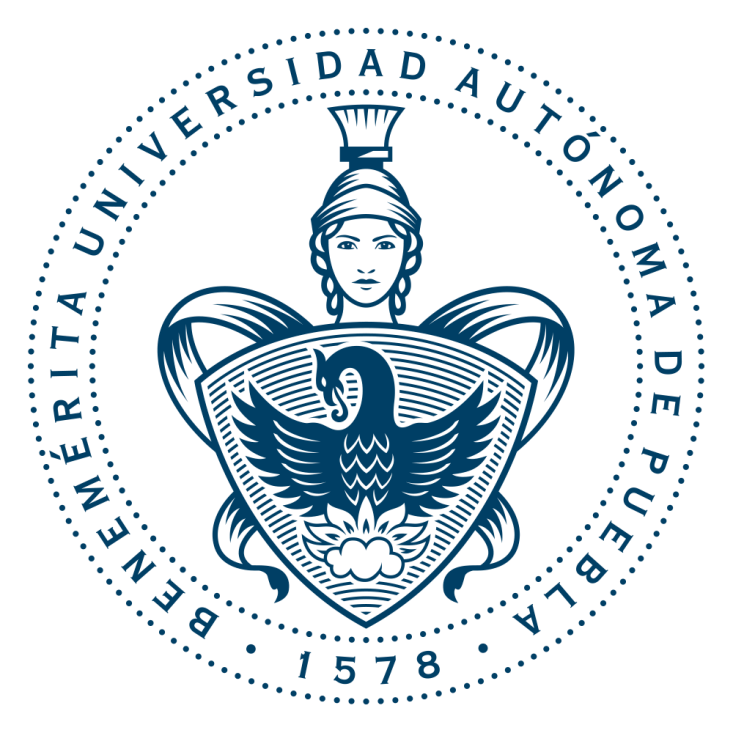 BENEMÉRITA UNIVERSIDAD AUTÓNOMA DE PUEBLA
· 1578 ·